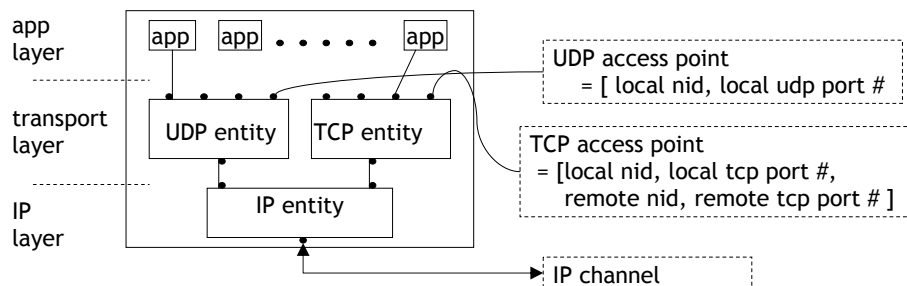 app
layer
app
app
app
UDP access point
= [ local nid, local udp port #
transport
layer
UDP entity
TCP entity
TCP access point
= [local nid, local tcp port #,
remote nid, remote tcp port # ]
IP
layer
IP entity
IP channel